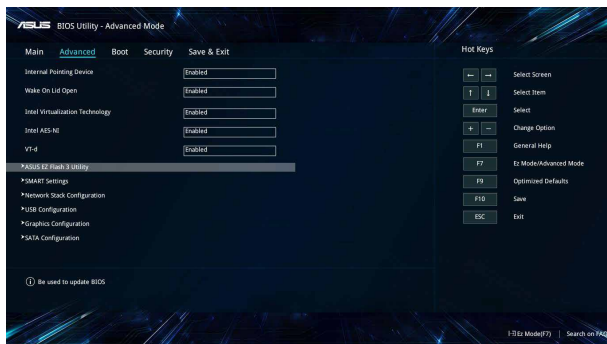 ASUS BIOS Utility - Advanced Mode
Main Advanced Boot Security Save & Exit
Internal Pointing Device Enabled
Wake On Lid Open Enabled
Intel Virtualization Technology Enabled
Intel AES-NI Enabled
VT-d Enabled
ASUS EZ Flash 3 Utility
SMART Settings
Network Stack Configuration
USB Configuration
Graphics Configuration
SATA Configuration
Be used to update BIOS
Hot Keys
← → Select Screen
↑ ↓ Select Item
Enter Select
+ − Change Option
F1 General Help
F7 Ez Mode/Advanced Mode
F9 Optimized Defaults
F10 Save
ESC Exit
Ez Mode(F7) | Search on FAQ